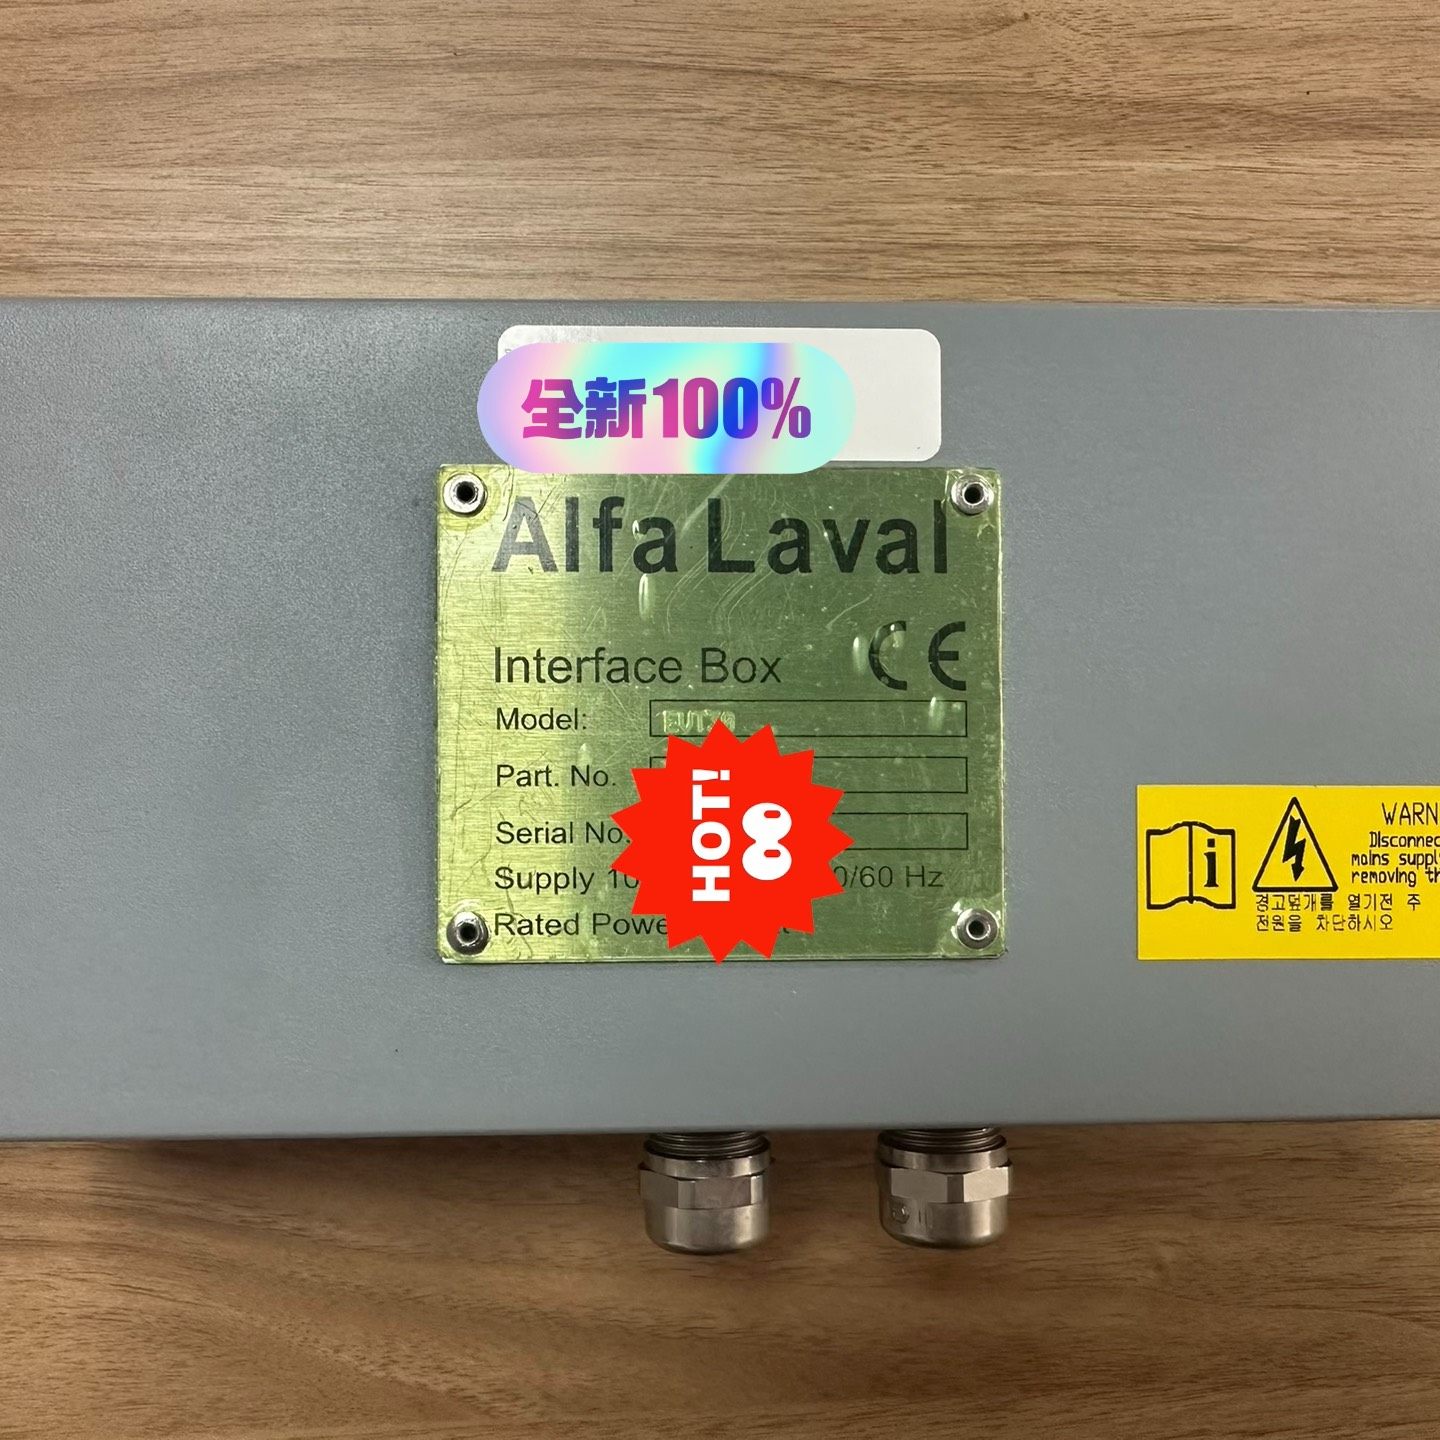 全新100%
Alfa Laval
CE
Interface Box
Model:
Part. No.
Serial No.
HOT!
Supply 10
0/60 Hz
Rated Powe
WARN
Disconnec
mains suppl
removing th
경고덮개를 열기전 주
전원을 차단하시오